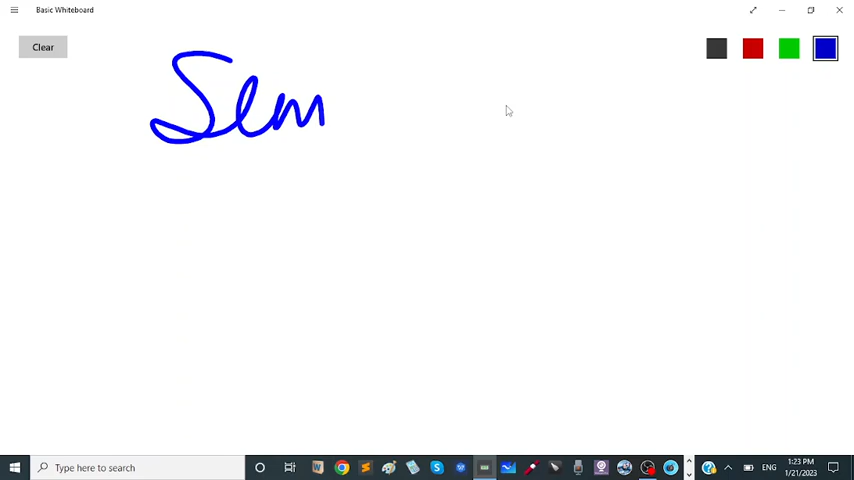 Basic Whiteboard
Clear
Sem
Type here to search
ENG
1:23 PM
1/21/2023